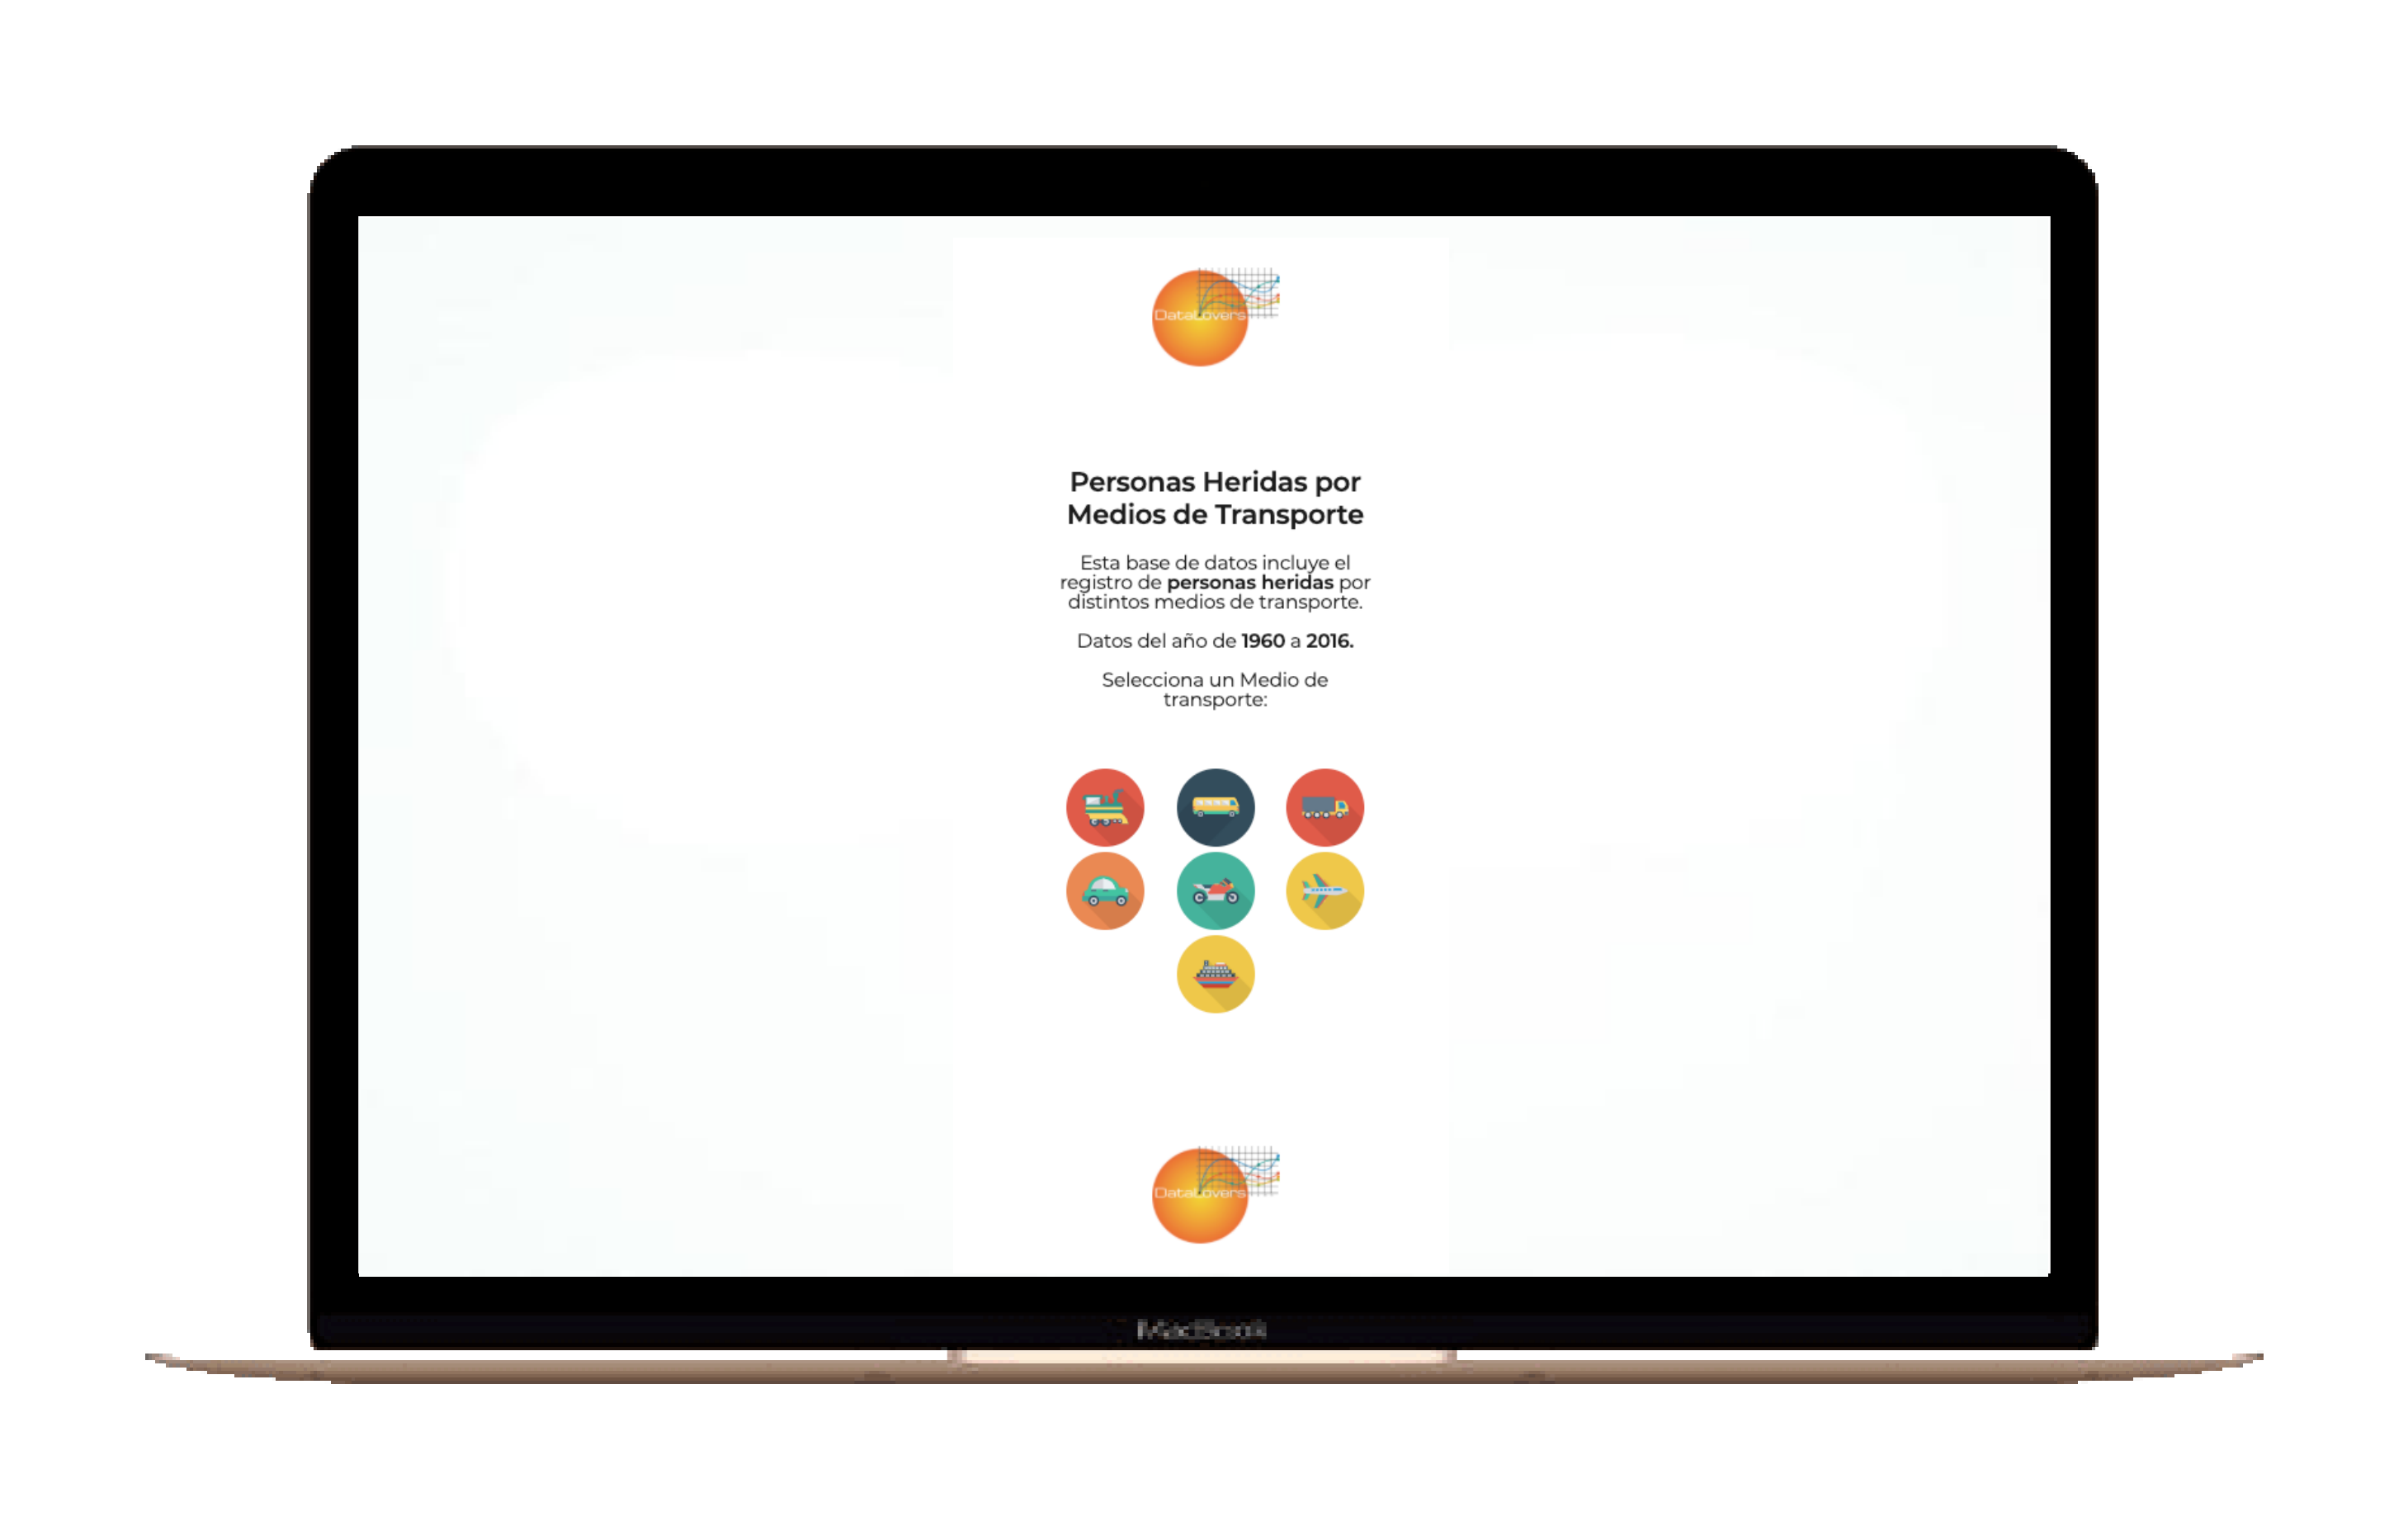 DataLovers
Personas Heridas por
Medios de Transporte
Esta base de datos incluye el
registro de personas heridas por
distintos medios de transporte.
Datos del año de 1960 a 2016.
Selecciona un Medio de
transporte:
DataLovers
MacBook